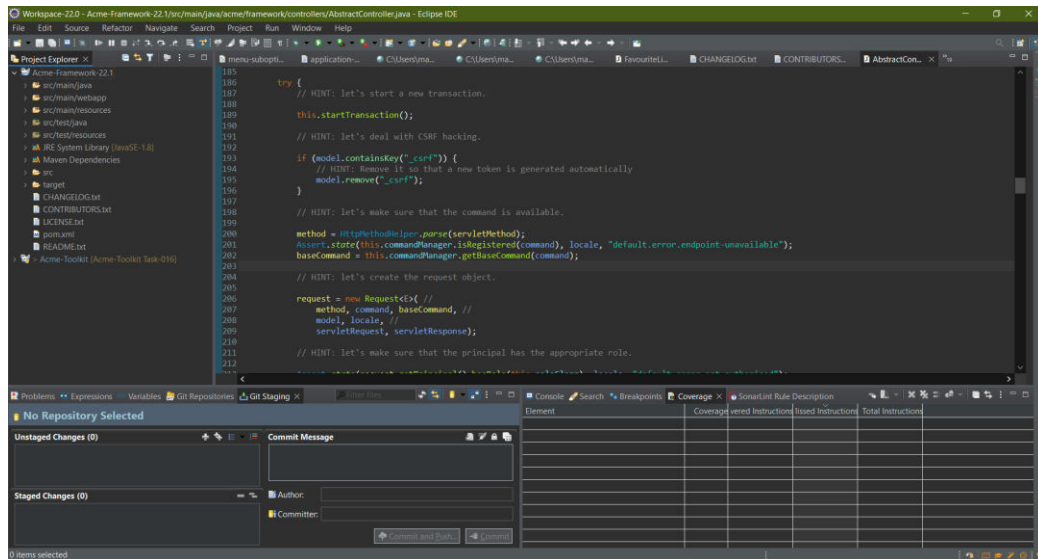 Workspace-22.0 - Acme-Framework-22.1/src/main/java/acme/framework/controllers/AbstractController.java - Eclipse IDE
File Edit Source Refactor Navigate Search Project Run Window Help
Project Explorer
menu-subopti...
application-...
C:\Users\ma...
C:\Users\ma...
C:\Users\ma...
FavouriteLi...
CHANGELOG.txt
CONTRIBUTORS...
AbstractCon...
Acme-Framework-22.1
src/main/java
src/main/webapp
src/main/resources
src/test/java
src/test/resources
JRE System Library [JavaSE-1.8]
Maven Dependencies
src
target
CHANGELOG.txt
CONTRIBUTORS.txt
LICENSE.txt
pom.xml
README.txt
> Acme-Toolkit [Acme-Toolkit Task-016]
185
186 try {
187 // HINT: let's start a new transaction.
188
189 this.startTransaction();
190
191 // HINT: let's deal with CSRF hacking.
192
193 if (model.containsKey("_csrf")) {
194 // HINT: Remove it so that a new token is generated automatically
195 model.remove("_csrf");
196 }
197
198 // HINT: let's make sure that the command is available.
199
200 method = HttpMethodHelper.parse(servletMethod);
201 Assert.state(this.commandManager.isRegistered(command), locale, "default.error.endpoint-unavailable");
202 baseCommand = this.commandManager.getBaseCommand(command);
203
204 // HINT: let's create the request object.
205
206 request = new Request<E>( //
207 method, command, baseCommand, //
208 model, locale, //
209 servletRequest, servletResponse);
210
211 // HINT: let's make sure that the principal has the appropriate role.
212
Problems Expressions Variables Git Repositories Git Staging
Filter files
No Repository Selected
Unstaged Changes (0)
Staged Changes (0)
Commit Message
Author:
Committer:
Commit and Push...
Commit
Console Search Breakpoints Coverage SonarLint Rule Description
Element Coverage vered Instructions lissed Instructions Total Instructions
0 items selected